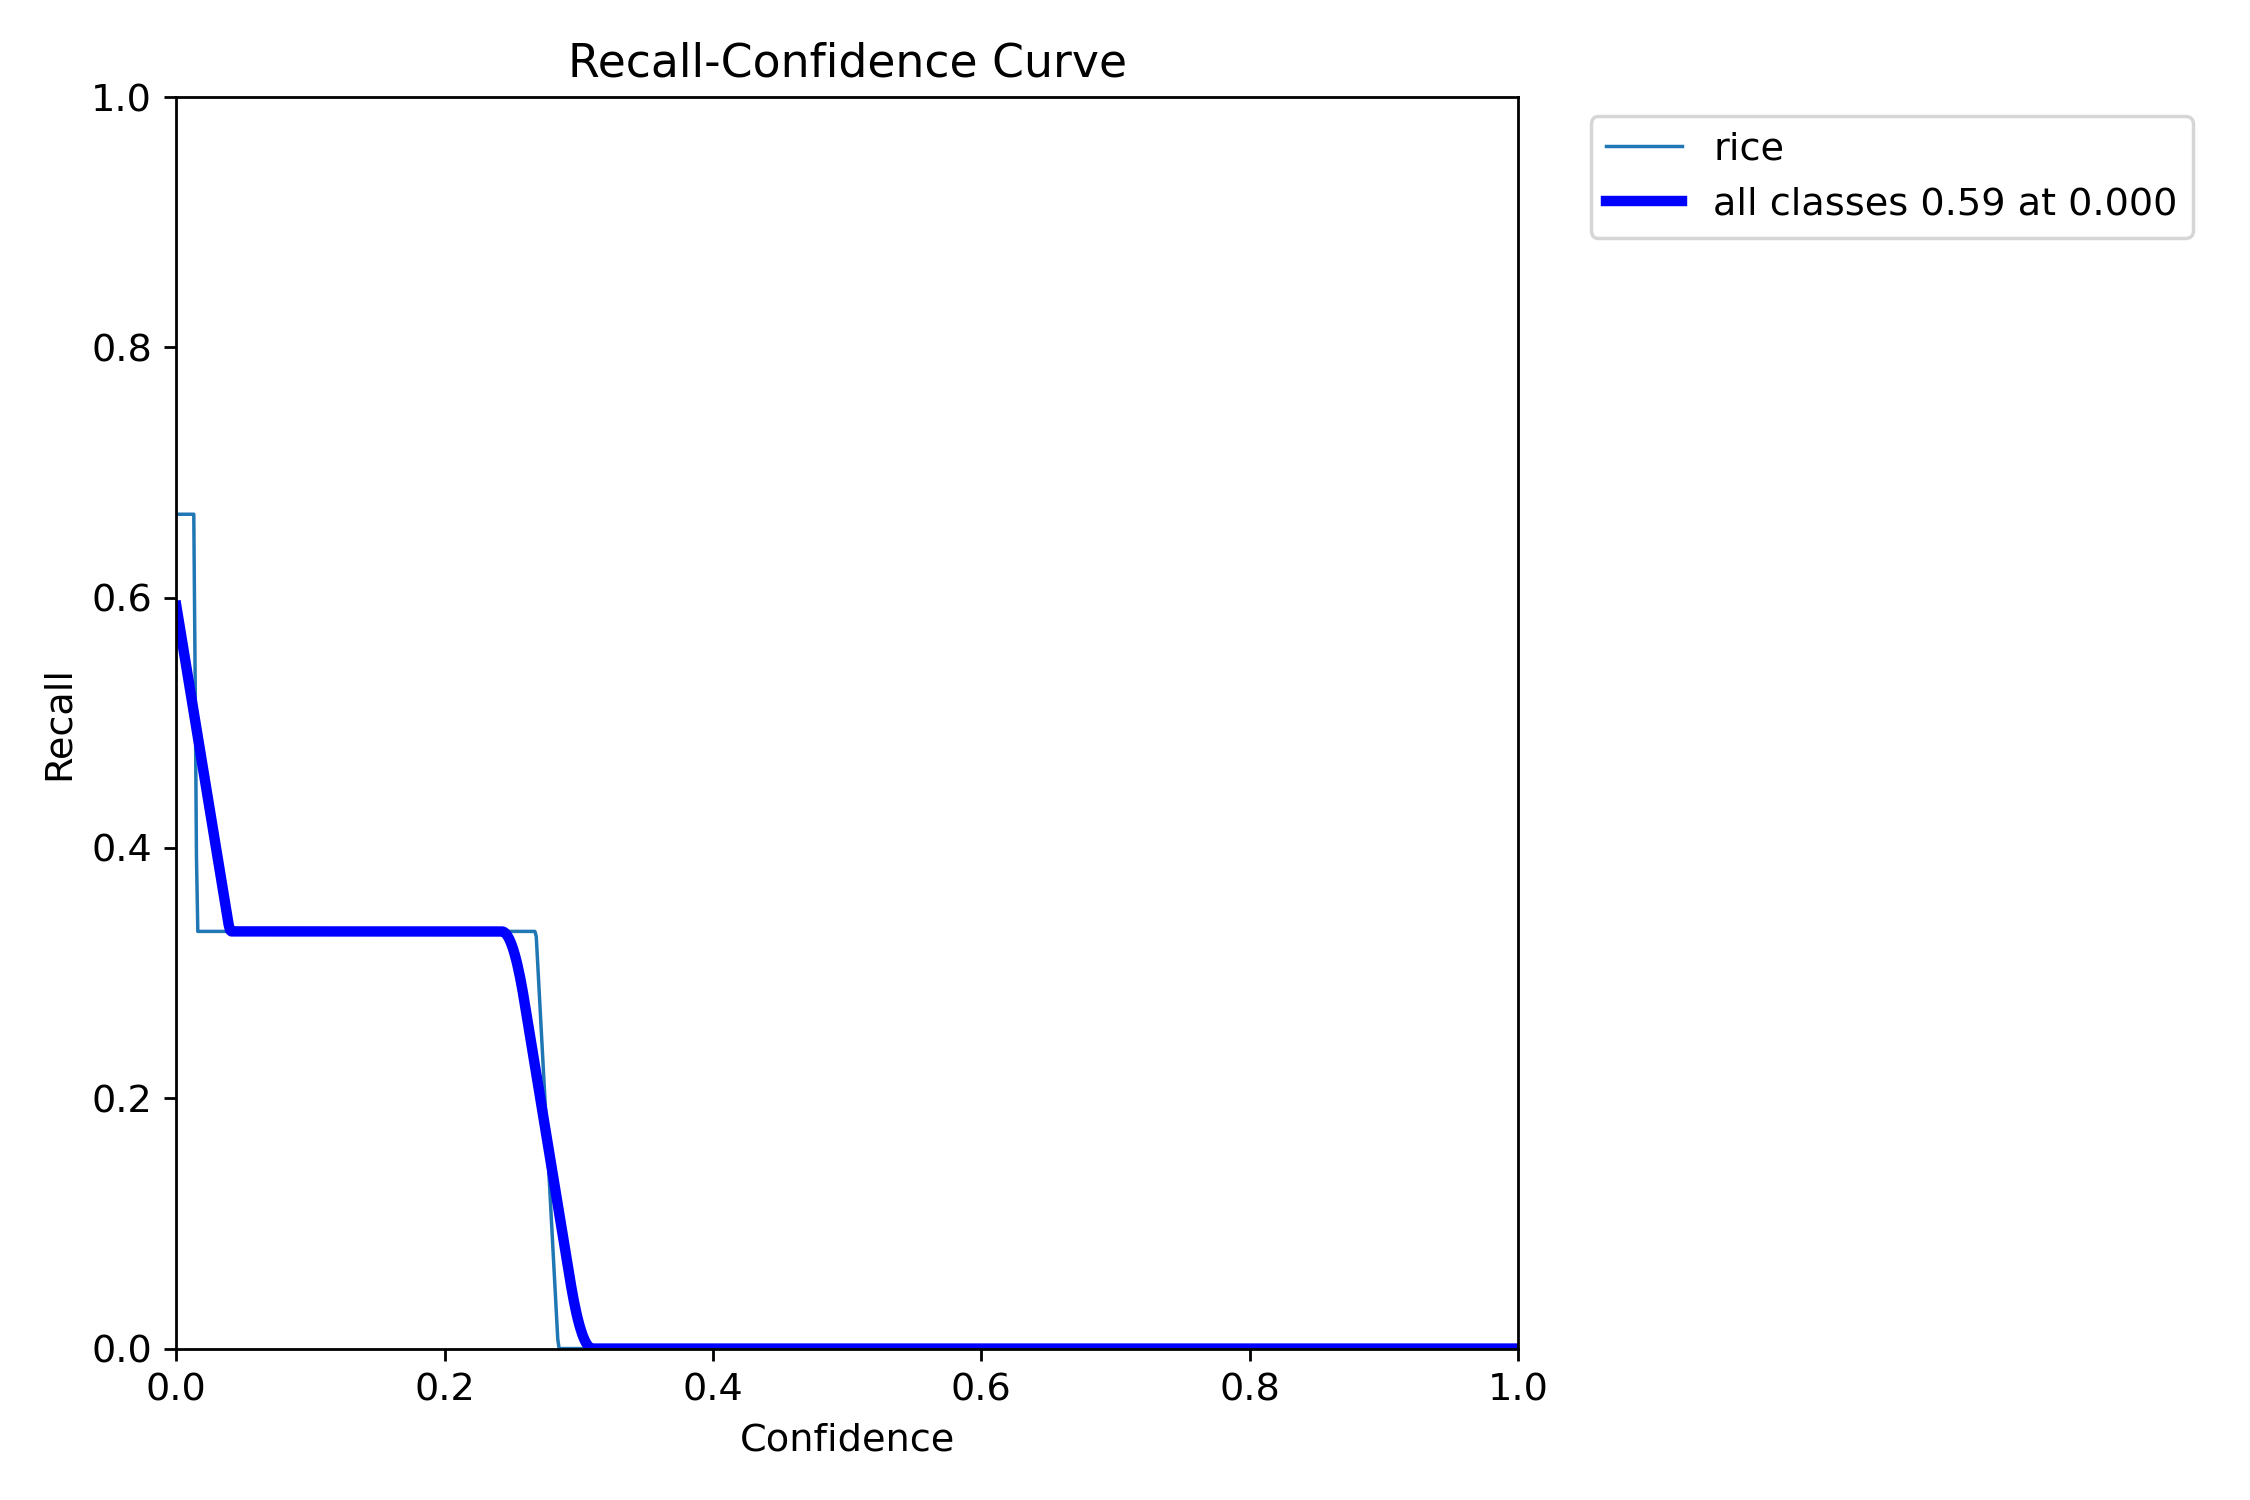 Recall-Confidence Curve
1.0
0.8
0.6
0.4
0.2
0.0
Recall
0.0 0.2 0.4 0.6 0.8 1.0
Confidence
rice
all classes 0.59 at 0.000